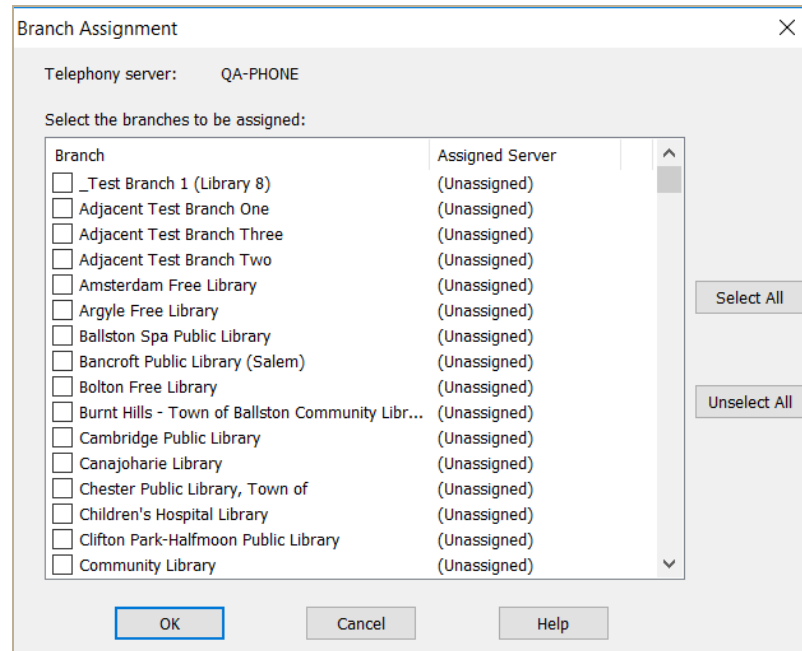 Branch Assignment
Telephony server: QA-PHONE
Select the branches to be assigned:
Branch Assigned Server
_Test Branch 1 (Library 8) (Unassigned)
Adjacent Test Branch One (Unassigned)
Adjacent Test Branch Three (Unassigned)
Adjacent Test Branch Two (Unassigned)
Amsterdam Free Library (Unassigned)
Argyle Free Library (Unassigned)
Ballston Spa Public Library (Unassigned)
Bancroft Public Library (Salem) (Unassigned)
Bolton Free Library (Unassigned)
Burnt Hills - Town of Ballston Community Libr... (Unassigned)
Cambridge Public Library (Unassigned)
Canajoharie Library (Unassigned)
Chester Public Library, Town of (Unassigned)
Children's Hospital Library (Unassigned)
Clifton Park-Halfmoon Public Library (Unassigned)
Community Library (Unassigned)
Select All
Unselect All
OK Cancel Help